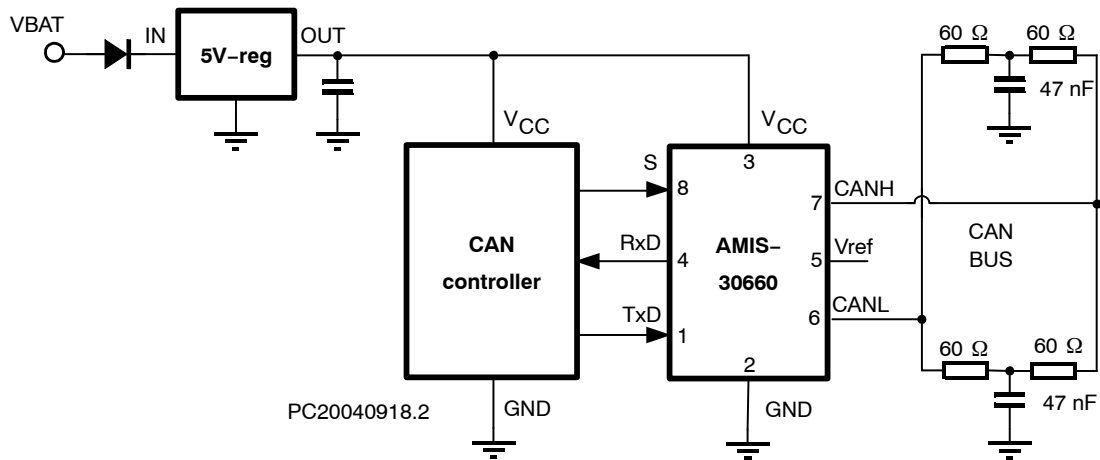 VBAT
IN
5V−reg
OUT
60 Ω
60 Ω
47 nF
VCC
VCC
S
8
3
7
CANH
CAN
controller
RxD
4
AMIS−
30660
5
Vref
CAN
BUS
TxD
1
6
CANL
2
60 Ω
60 Ω
47 nF
PC20040918.2
GND
GND